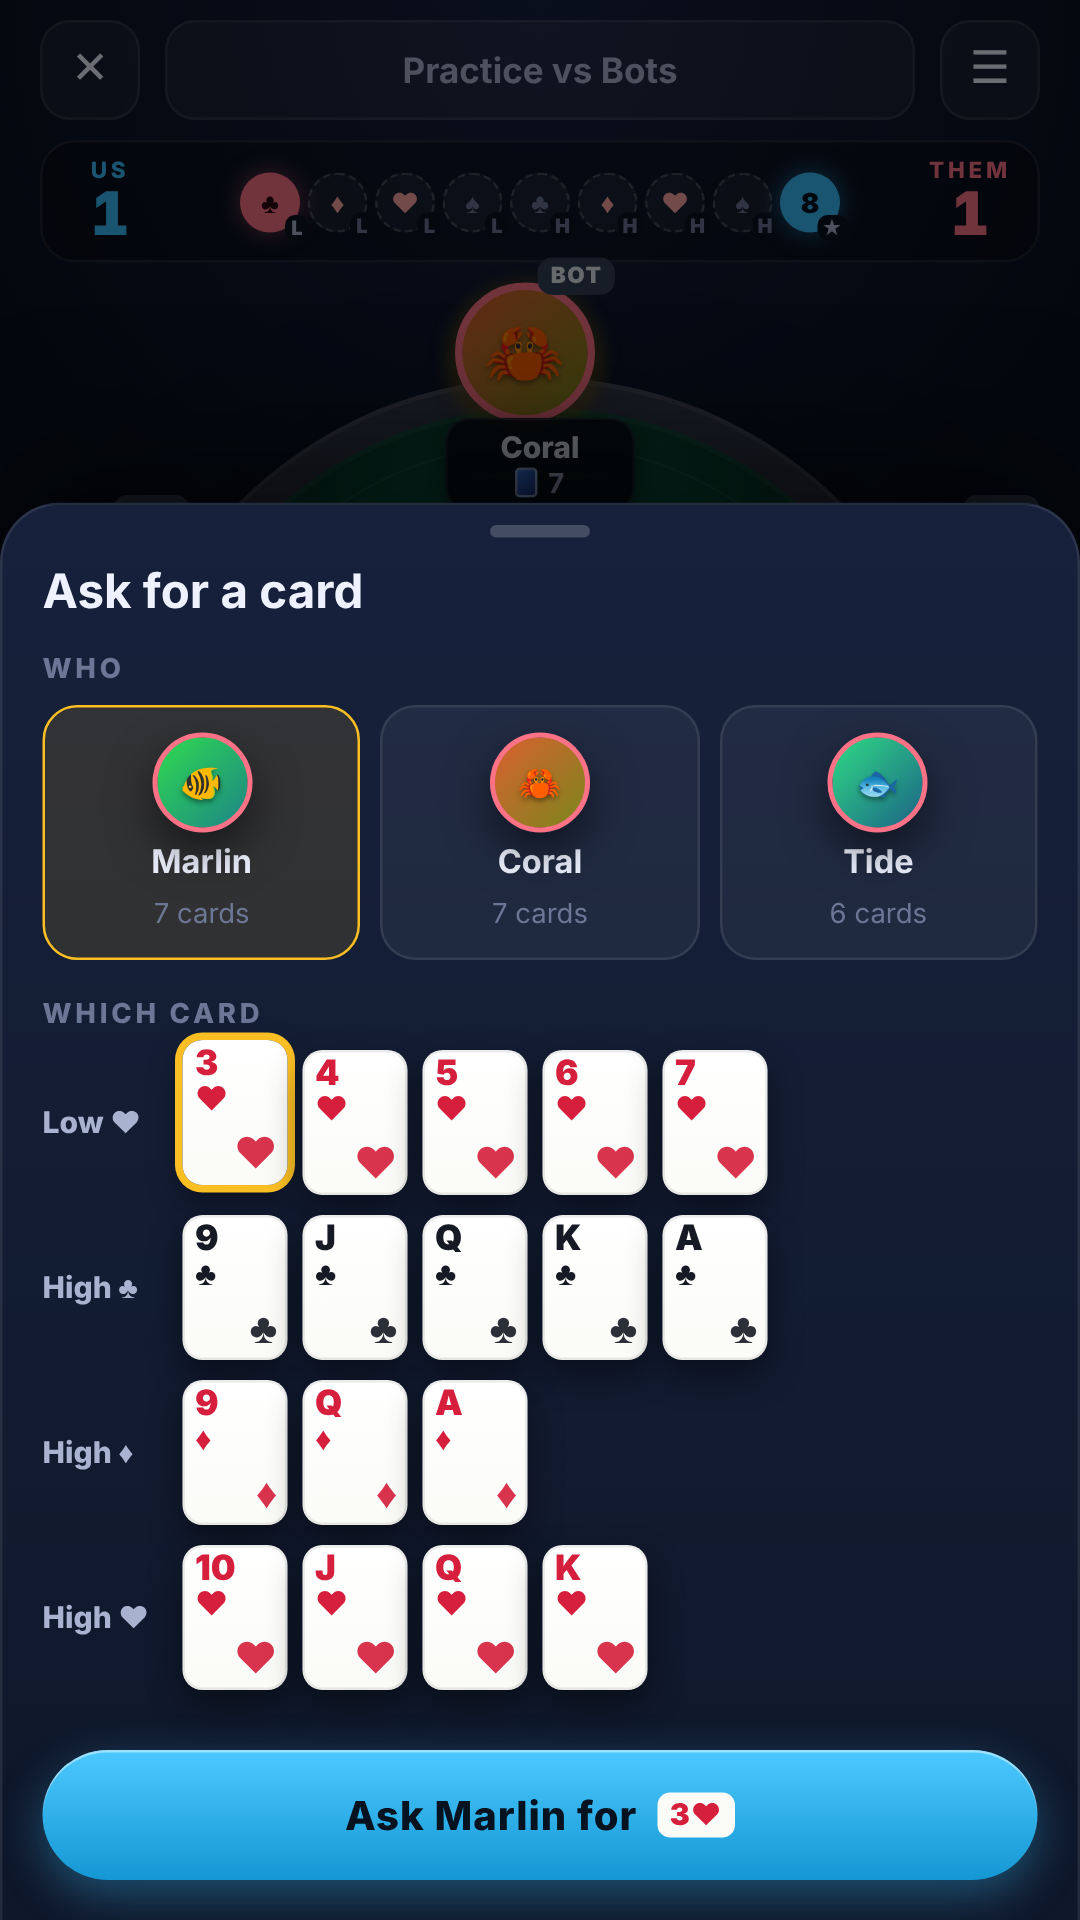 ✕ Practice vs Bots ☰
US THEM
1 ♣L ♦L ♥L ♠L ♣H ♦H ♥H ♠H 8★ 1
BOT
Coral
7
Ask for a card
WHO
Marlin Coral Tide
7 cards 7 cards 6 cards
WHICH CARD
Low ♥ 3♥ 4♥ 5♥ 6♥ 7♥
High ♣ 9♣ J♣ Q♣ K♣ A♣
High ♦ 9♦ Q♦ A♦
High ♥ 10♥ J♥ Q♥ K♥
Ask Marlin for 3♥